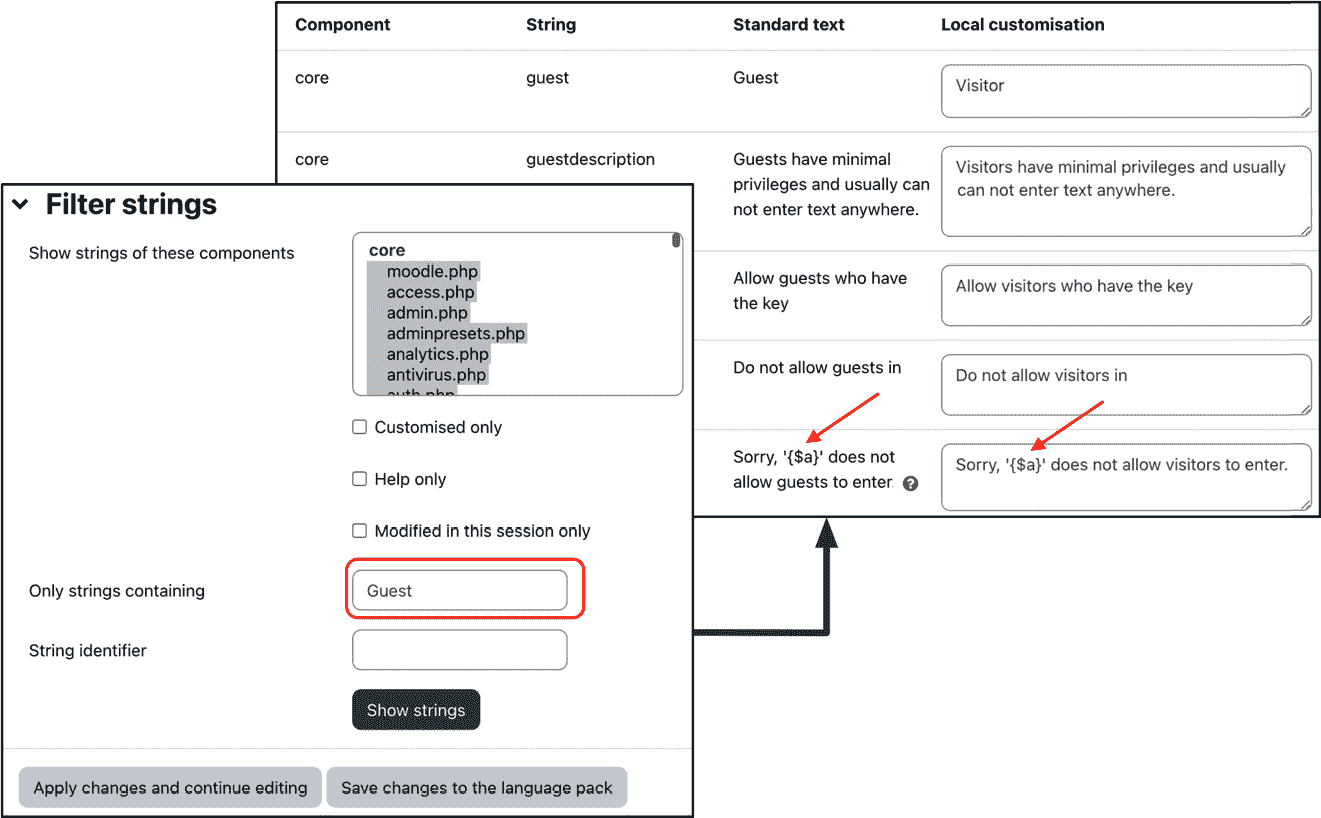 Component String Standard text Local customisation
core guest Guest Visitor
core guestdescription Guests have minimal
privileges and usually can
not enter text anywhere.
Visitors have minimal privileges and usually
can not enter text anywhere.
Allow guests who have
the key
Allow visitors who have the key
Do not allow guests in
Do not allow visitors in
Sorry, '{$a}' does not
allow guests to enter.
Sorry, '{$a}' does not allow visitors to enter.
Filter strings
Show strings of these components
core
moodle.php
access.php
admin.php
adminpresets.php
analytics.php
antivirus.php
auth.php
Customised only
Help only
Modified in this session only
Only strings containing
Guest
String identifier
Show strings
Apply changes and continue editing
Save changes to the language pack